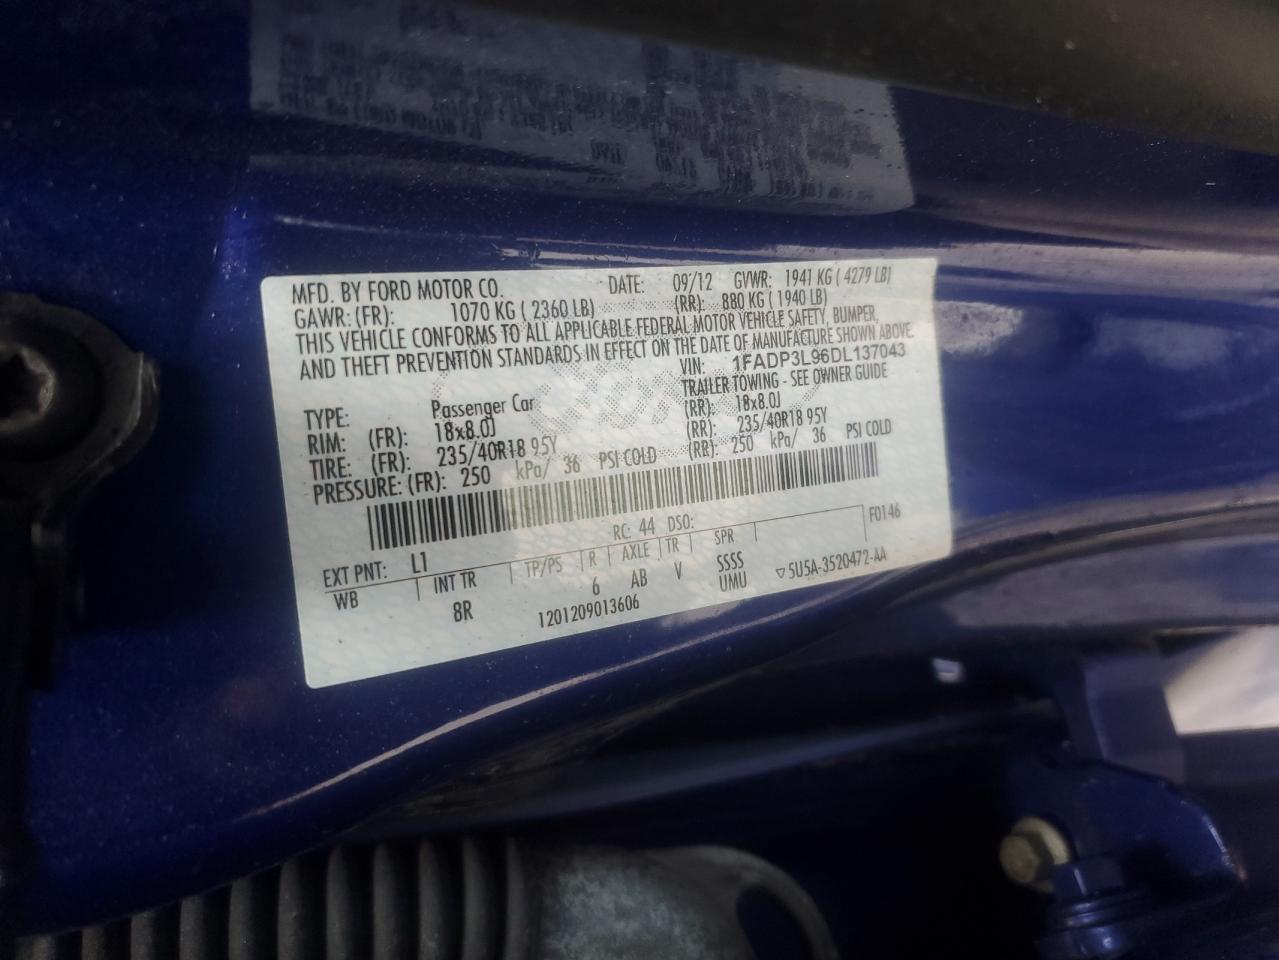 MFD. BY FORD MOTOR CO. DATE: 09/12 GVWR: 1941 KG ( 4279 LB)
GAWR: (FR): 1070 KG ( 2360 LB) (RR): 880 KG ( 1940 LB)
THIS VEHICLE CONFORMS TO ALL APPLICABLE FEDERAL MOTOR VEHICLE SAFETY, BUMPER,
AND THEFT PREVENTION STANDARDS IN EFFECT ON THE DATE OF MANUFACTURE SHOWN ABOVE.
VIN: 1FADP3L96DL137043
TYPE: Passenger Car TRAILER TOWING - SEE OWNER GUIDE
RIM: (FR): 18x8.0J (RR): 18x8.0J
TIRE: (FR): 235/40R18 95Y (RR): 235/40R18 95Y
PRESSURE: (FR): 250 kPa/ 36 PSI COLD (RR): 250 kPa/ 36 PSI COLD
EXT PNT: L1 RC: 44 DSO: F0146
WB INT TR TP/PS R AXLE TR SPR
8R 6 AB V SSSS ▽5U5A-3520472-AA
1201209013606 UMU